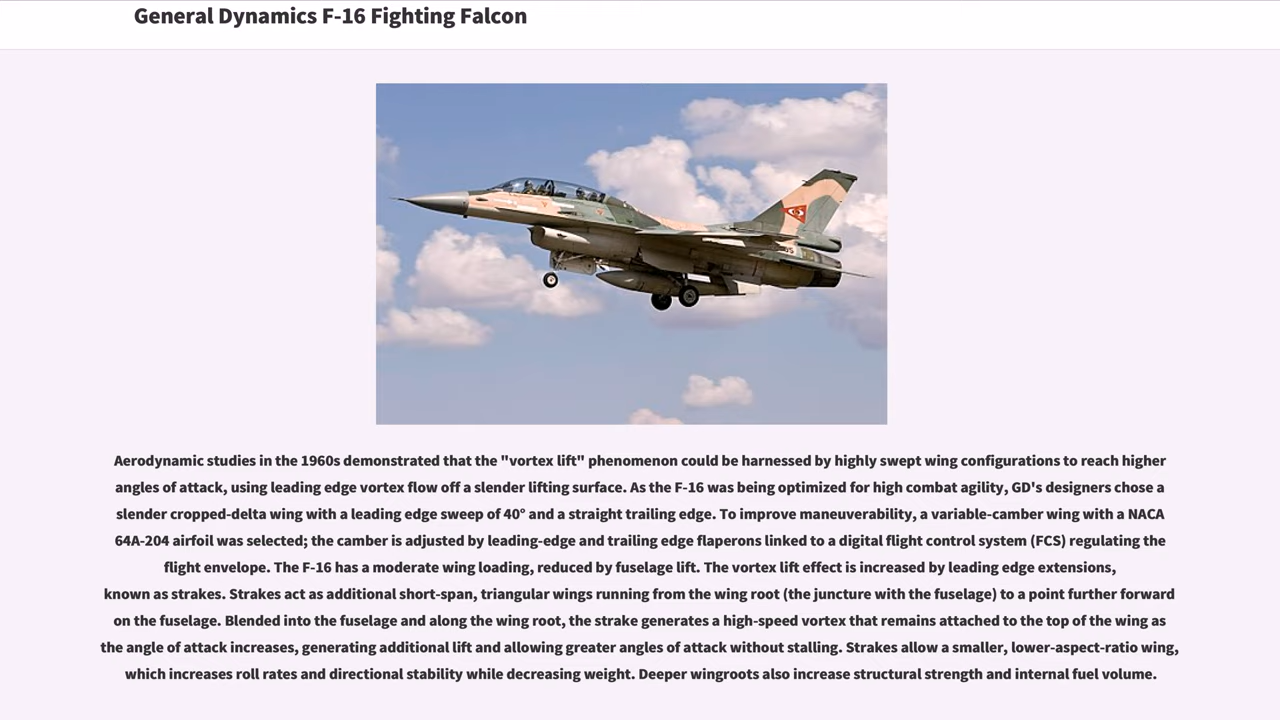 General Dynamics F-16 Fighting Falcon
Aerodynamic studies in the 1960s demonstrated that the "vortex lift" phenomenon could be harnessed by highly swept wing configurations to reach higher
angles of attack, using leading edge vortex flow off a slender lifting surface. As the F-16 was being optimized for high combat agility, GD's designers chose a
slender cropped-delta wing with a leading edge sweep of 40° and a straight trailing edge. To improve maneuverability, a variable-camber wing with a NACA
64A-204 airfoil was selected; the camber is adjusted by leading-edge and trailing edge flaperons linked to a digital flight control system (FCS) regulating the
flight envelope. The F-16 has a moderate wing loading, reduced by fuselage lift. The vortex lift effect is increased by leading edge extensions,
known as strakes. Strakes act as additional short-span, triangular wings running from the wing root (the juncture with the fuselage) to a point further forward
on the fuselage. Blended into the fuselage and along the wing root, the strake generates a high-speed vortex that remains attached to the top of the wing as
the angle of attack increases, generating additional lift and allowing greater angles of attack without stalling. Strakes allow a smaller, lower-aspect-ratio wing,
which increases roll rates and directional stability while decreasing weight. Deeper wingroots also increase structural strength and internal fuel volume.